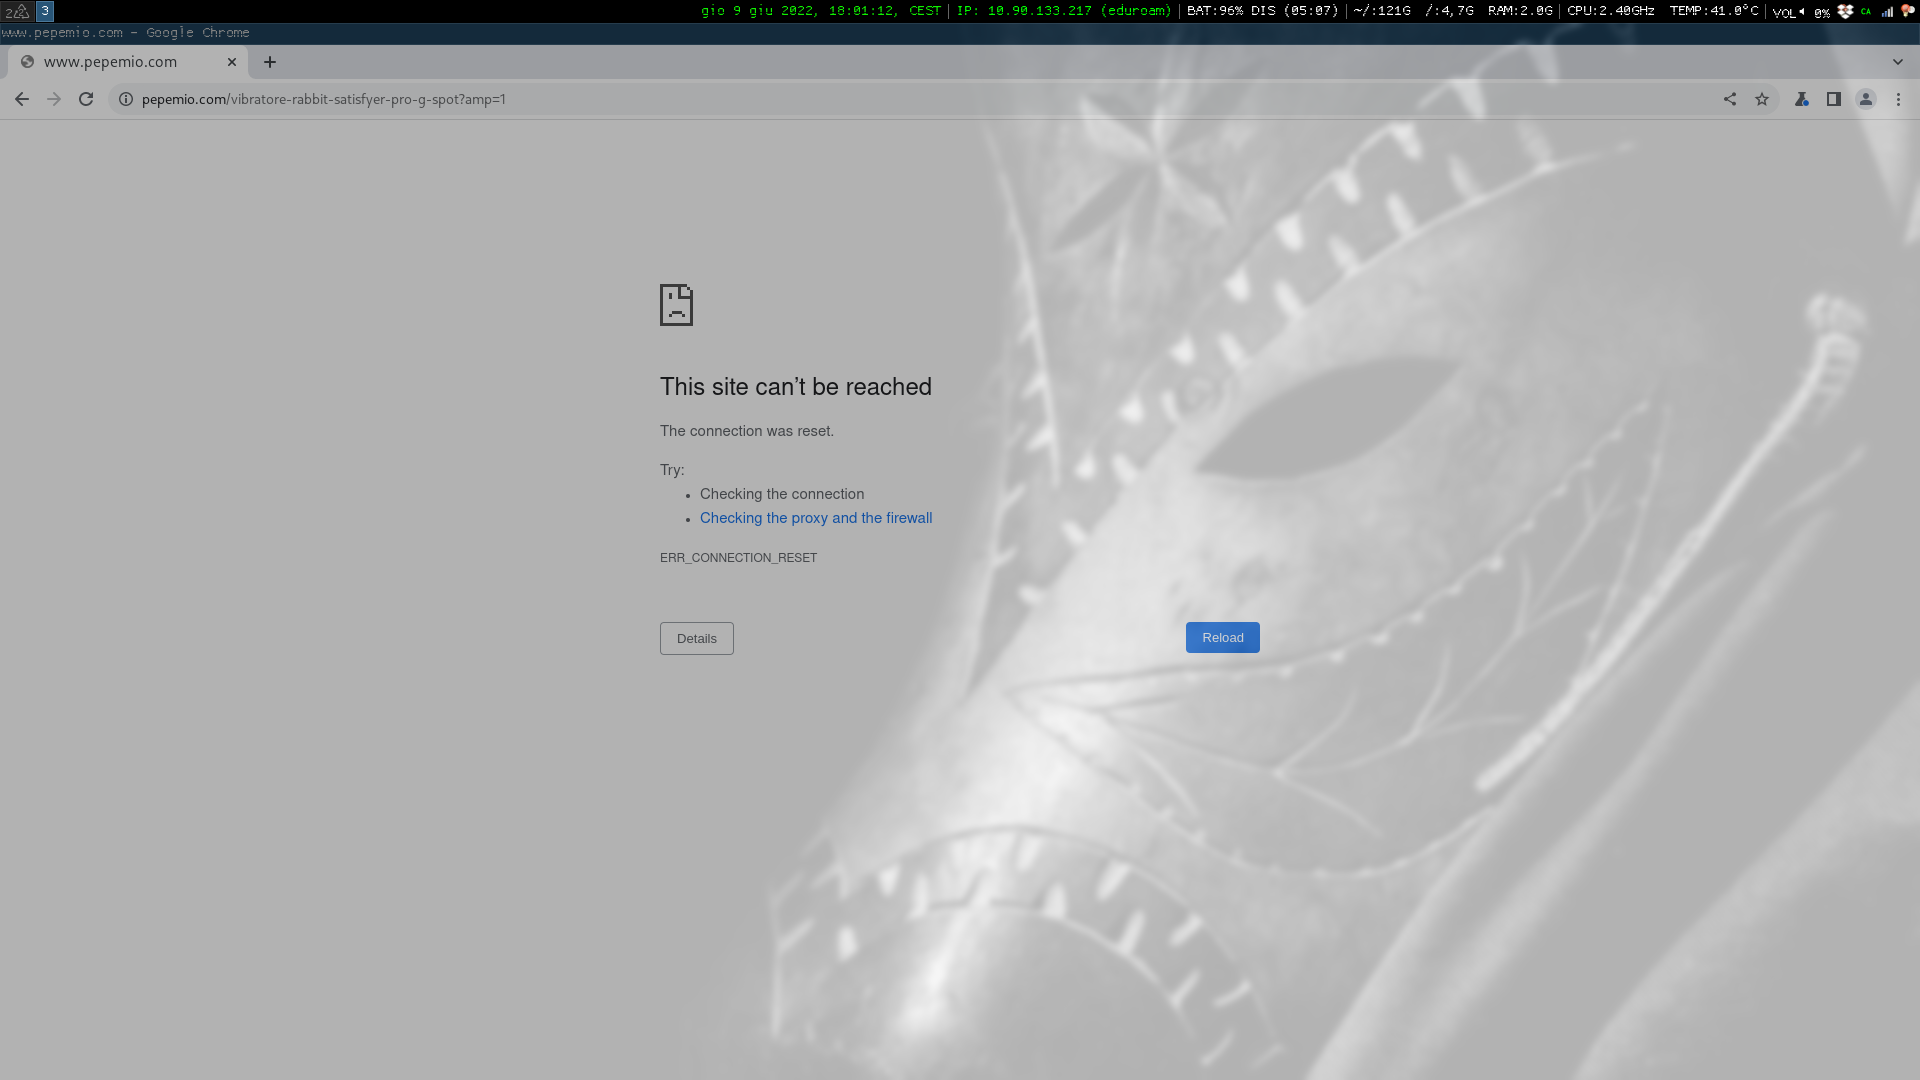 2 3 gio 9 giu 2022, 18:01:12, CEST | IP: 10.90.133.217 (eduroam) | BAT:96% DIS (05:07) | ~/:121G /:4,7G RAM:2.0G | CPU:2.40GHz TEMP:41.0°C | VOL 0% CA
www.pepemio.com - Google Chrome
www.pepemio.com
pepemio.com/vibratore-rabbit-satisfyer-pro-g-spot?amp=1
This site can’t be reached
The connection was reset.
Try:
• Checking the connection
• Checking the proxy and the firewall
ERR_CONNECTION_RESET
Details Reload